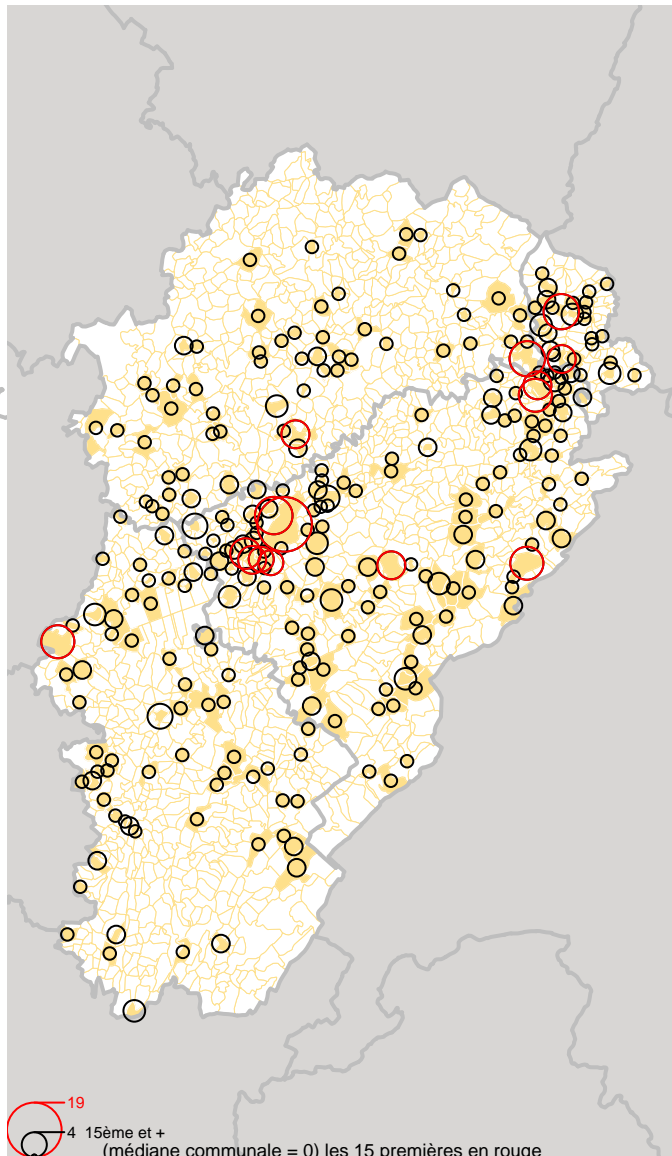 19
4 15ème et +
(médiane communale = 0) les 15 premières en rouge